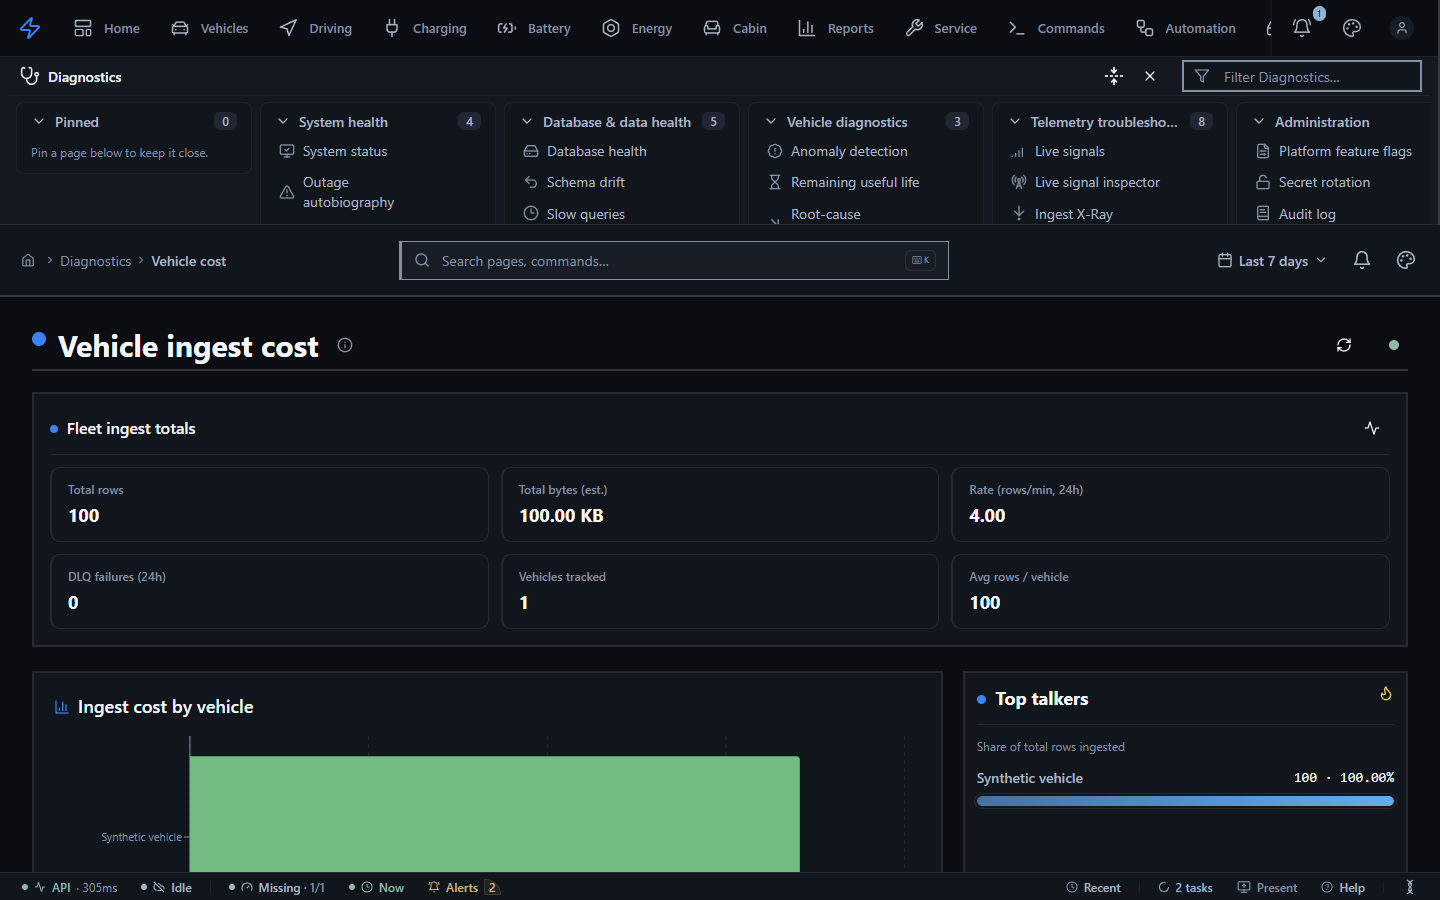 Home
Vehicles
Driving
Charging
Battery
Energy
Cabin
Reports
Service
Commands
Automation
1
Diagnostics
Filter Diagnostics...
Pinned 0
Pin a page below to keep it close.
System health 4
System status
Outage
autobiography
Database & data health 5
Database health
Schema drift
Slow queries
Vehicle diagnostics 3
Anomaly detection
Remaining useful life
Root-cause
Telemetry troublesho... 8
Live signals
Live signal inspector
Ingest X-Ray
Administration
Platform feature flags
Secret rotation
Audit log
Diagnostics
Vehicle cost
Search pages, commands...
K
Last 7 days
Vehicle ingest cost
Fleet ingest totals
Total rows
100
Total bytes (est.)
100.00 KB
Rate (rows/min, 24h)
4.00
DLQ failures (24h)
0
Vehicles tracked
1
Avg rows / vehicle
100
Ingest cost by vehicle
Synthetic vehicle
Top talkers
Share of total rows ingested
Synthetic vehicle 100 · 100.00%
API · 305ms
Idle
Missing · 1/1
Now
Alerts 2
Recent
2 tasks
Present
Help